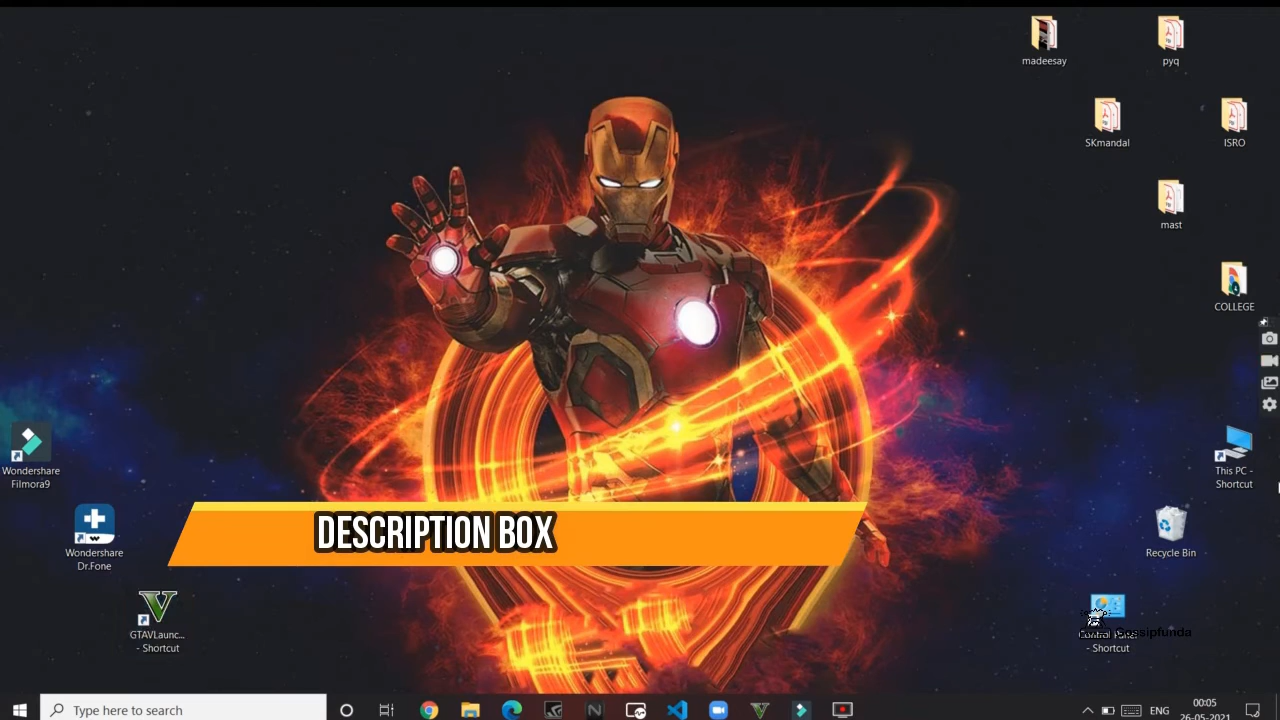 madeesay
pyq
SKmandal
ISRO
mast
COLLEGE
Wondershare
Filmora9
This PC -
Shortcut
DESCRIPTION BOX
Wondershare
Dr.Fone
Recycle Bin
GTAVLaunc...
- Shortcut
- Shortcut
Type here to search
ENG
00:05
26-05-2021